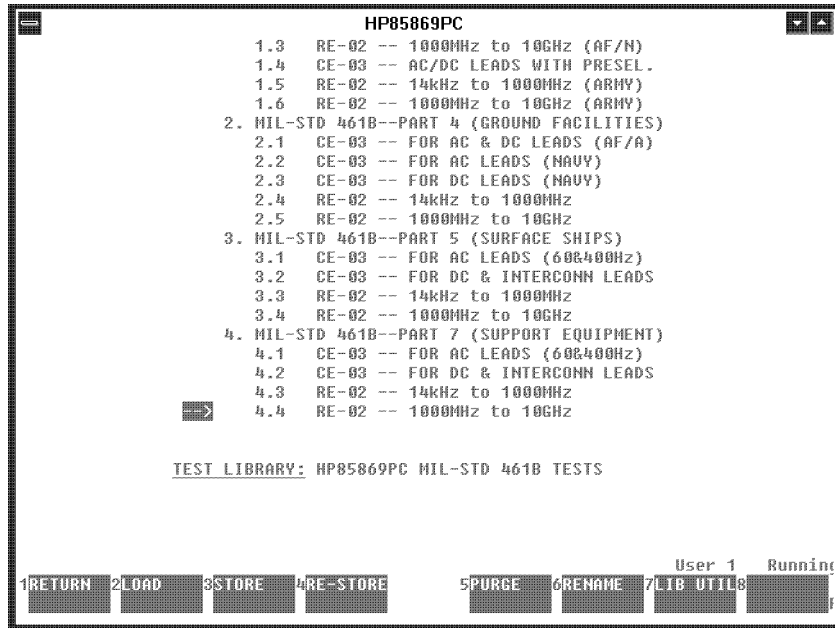 HP85869PC
1.3 RE-02 -- 1000MHz to 10GHz (AF/N)
1.4 CE-03 -- AC/DC LEADS WITH PRESEL.
1.5 RE-02 -- 14kHz to 1000MHz (ARMY)
1.6 RE-02 -- 1000MHz to 10GHz (ARMY)
2. MIL-STD 461B--PART 4 (GROUND FACILITIES)
2.1 CE-03 -- FOR AC & DC LEADS (AF/A)
2.2 CE-03 -- FOR AC LEADS (NAVY)
2.3 CE-03 -- FOR DC LEADS (NAVY)
2.4 RE-02 -- 14kHz to 1000MHz
2.5 RE-02 -- 1000MHz to 10GHz
3. MIL-STD 461B--PART 5 (SURFACE SHIPS)
3.1 CE-03 -- FOR AC LEADS (60&400Hz)
3.2 CE-03 -- FOR DC & INTERCONN LEADS
3.3 RE-02 -- 14kHz to 1000MHz
3.4 RE-02 -- 1000MHz to 10GHz
4. MIL-STD 461B--PART 7 (SUPPORT EQUIPMENT)
4.1 CE-03 -- FOR AC LEADS (60&400Hz)
4.2 CE-03 -- FOR DC & INTERCONN LEADS
4.3 RE-02 -- 14kHz to 1000MHz
--> 4.4 RE-02 -- 1000MHz to 10GHz
TEST LIBRARY: HP85869PC MIL-STD 461B TESTS
User 1 Running
1RETURN 2LOAD 3STORE 4RE-STORE 5PURGE 6RENAME 7LIB UTIL8